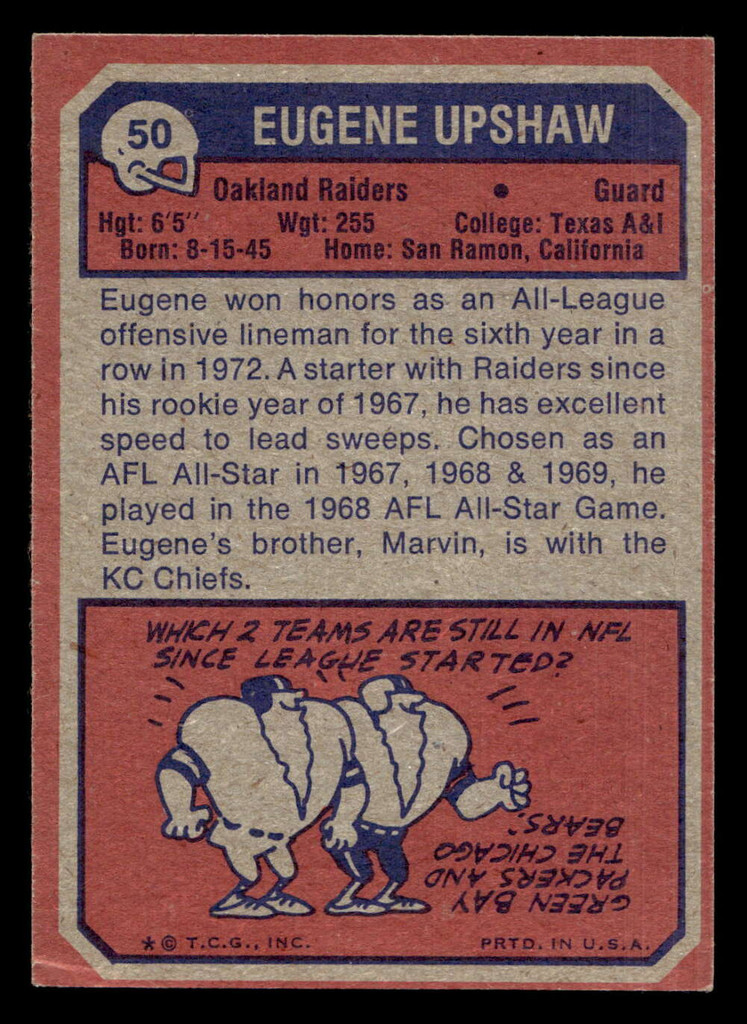 50
EUGENE UPSHAW
Oakland Raiders • Guard
Hgt: 6'5" Wgt: 255 College: Texas A&I
Born: 8-15-45 Home: San Ramon, California
Eugene won honors as an All-League
offensive lineman for the sixth year in a
row in 1972. A starter with Raiders since
his rookie year of 1967, he has excellent
speed to lead sweeps. Chosen as an
AFL All-Star in 1967, 1968 & 1969, he
played in the 1968 AFL All-Star Game.
Eugene's brother, Marvin, is with the
KC Chiefs.
WHICH 2 TEAMS ARE STILL IN NFL
SINCE LEAGUE STARTED?
GREEN BAY
PACKERS AND
THE CHICAGO
BEARS.
* © T.C.G., INC. PRTD. IN U.S.A.